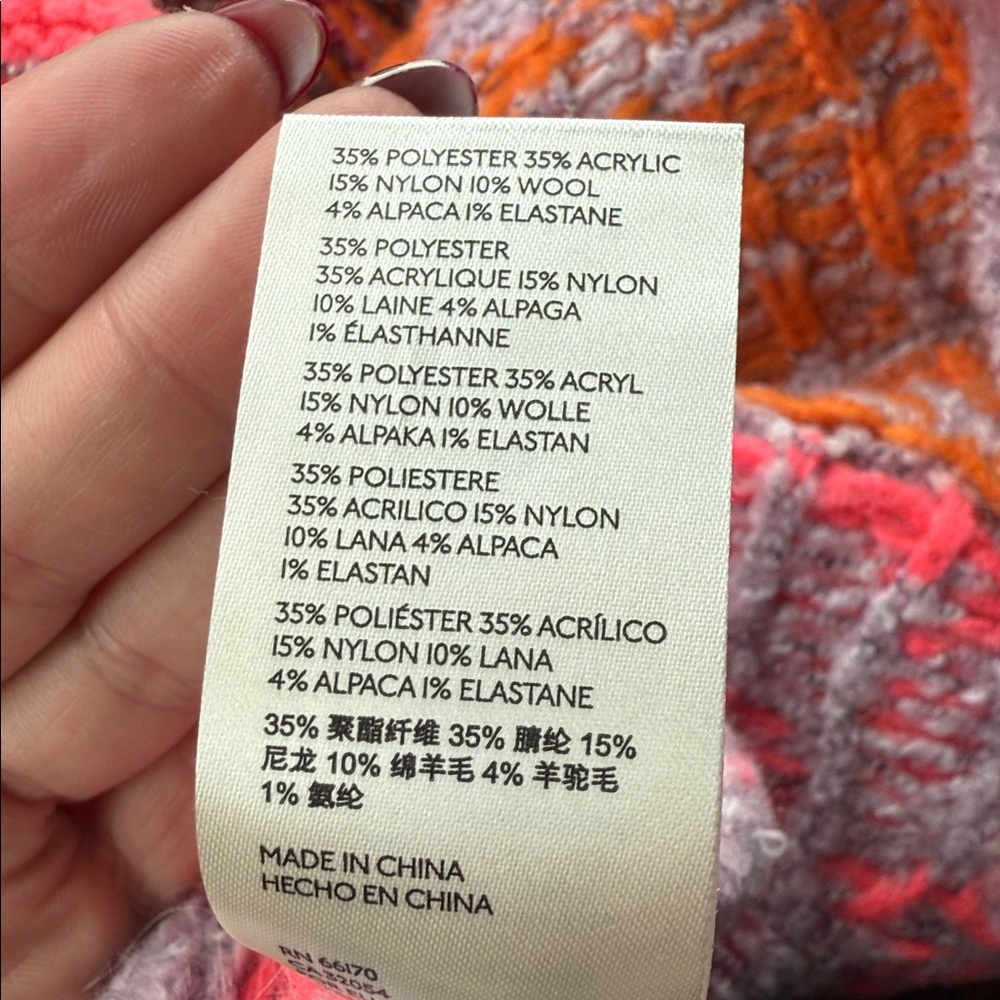 35% POLYESTER 35% ACRYLIC
15% NYLON 10% WOOL
4% ALPACA 1% ELASTANE
35% POLYESTER
35% ACRYLIQUE 15% NYLON
10% LAINE 4% ALPAGA
1% ÉLASTHANNE
35% POLYESTER 35% ACRYL
15% NYLON 10% WOLLE
4% ALPAKA 1% ELASTAN
35% POLIESTERE
35% ACRILICO 15% NYLON
10% LANA 4% ALPACA
1% ELASTAN
35% POLIÉSTER 35% ACRÍLICO
15% NYLON 10% LANA
4% ALPACA 1% ELASTANE
35% 聚酯纤维 35% 腈纶 15%
尼龙 10% 绵羊毛 4% 羊驼毛
1% 氨纶
MADE IN CHINA
HECHO EN CHINA
RN 66170
CA 32054